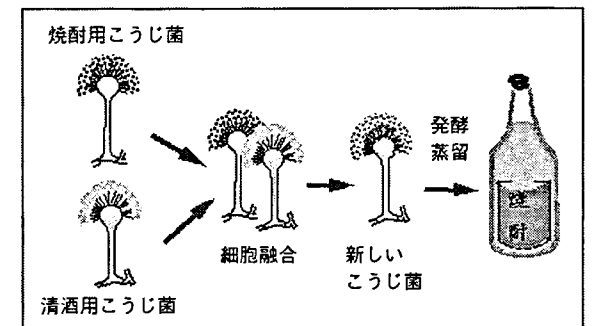 焼酎用こうじ菌
発酵
蒸留
細胞融合
新しい
こうじ菌
清酒用こうじ菌
焼
酎